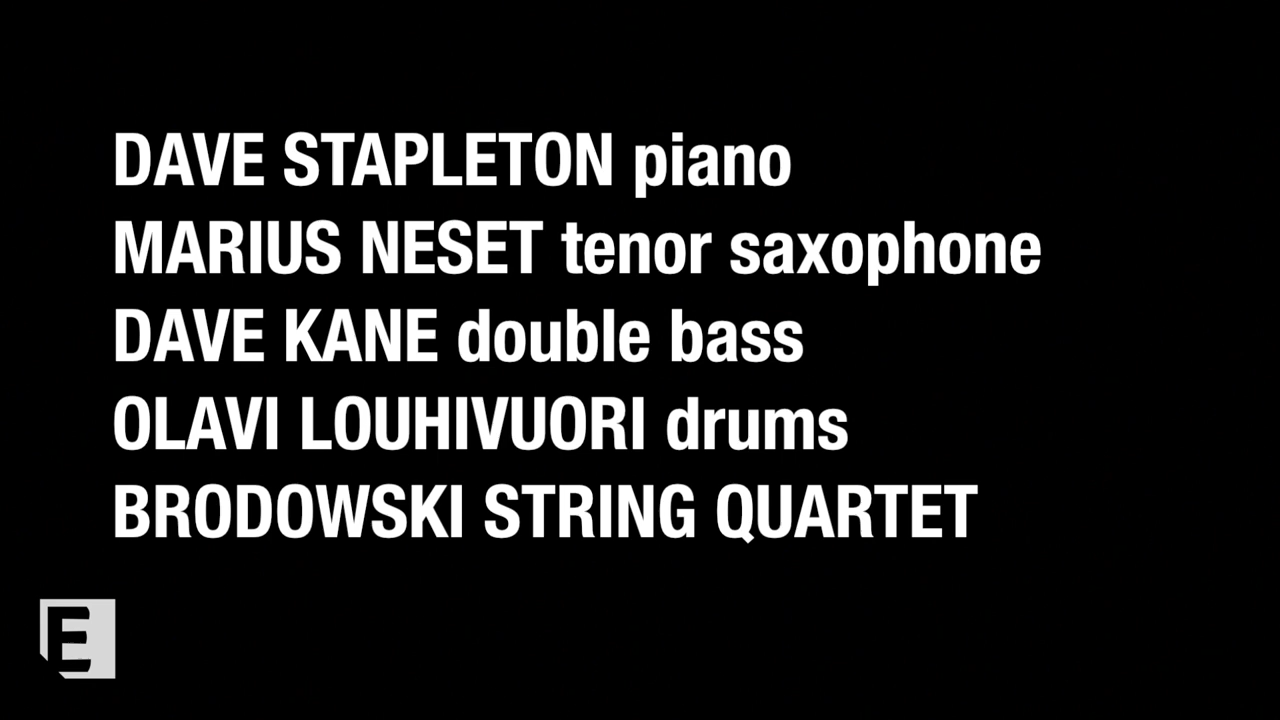 DAVE STAPLETON piano
MARIUS NESET tenor saxophone
DAVE KANE double bass
OLAVI LOUHIVUORI drums
BRODOWSKI STRING QUARTET
E